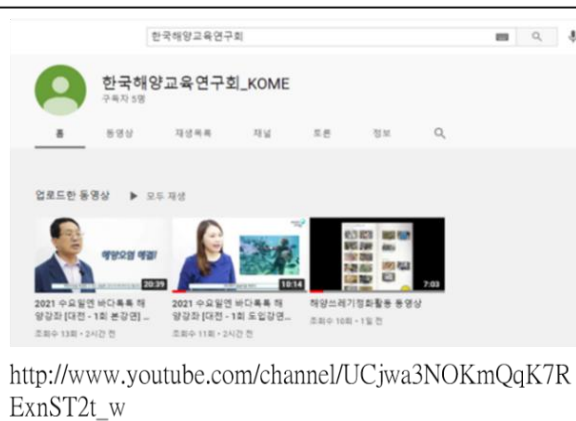 한국해양교육연구회
한국해양교육연구회_KOME
구독자 5명
홈 동영상 재생목록 채널 토론 정보
업로드한 동영상 ▶ 모두 재생
해양오염 해결!
20:39
10:14
7:03
2021 수요일엔 바다톡톡 해
양강좌 [대전 - 1회 본강연] ...
조회수 13회 • 2시간 전
2021 수요일엔 바다톡톡 해
양강좌 [대전 - 1회 도입강연...
조회수 11회 • 2시간 전
해양쓰레기정화활동 동영상
조회수 10회 • 1일 전
http://www.youtube.com/channel/UCjwa3NOKmQqK7R
ExnST2t_w